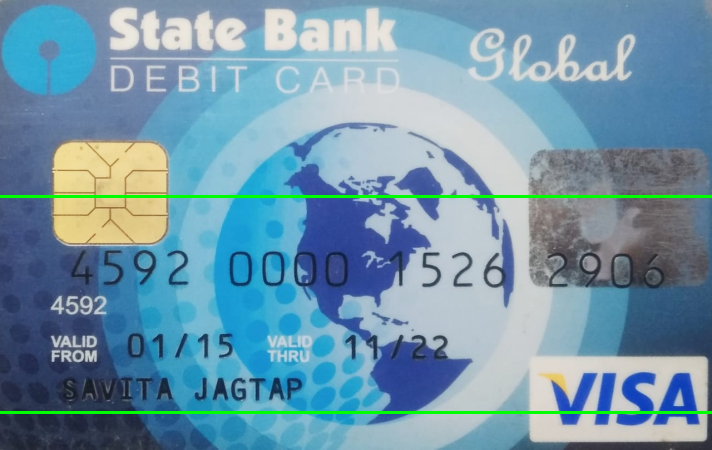 State Bank
DEBIT CARD
Global
4592 0000 1526 2906
4592
VALID FROM 01/15 VALID THRU 11/22
SAVITA JAGTAP
VISA